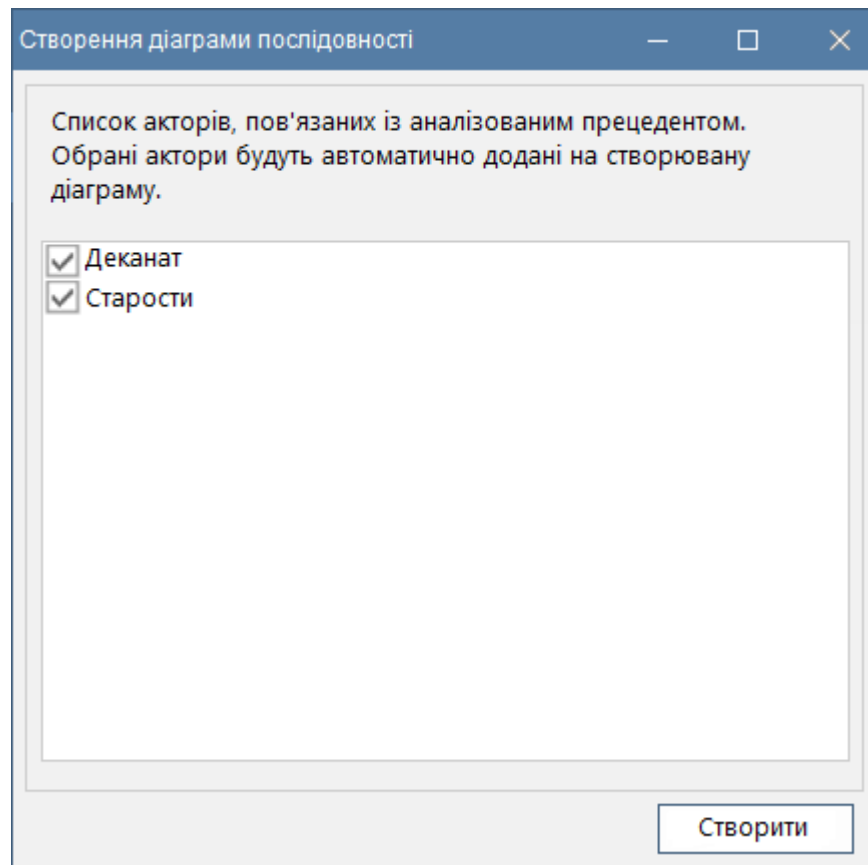 Створення діаграми послідовності
Список акторів, пов'язаних із аналізованим прецедентом.
Обрані актори будуть автоматично додані на створювану
діаграму.
Деканат
Старости
Створити